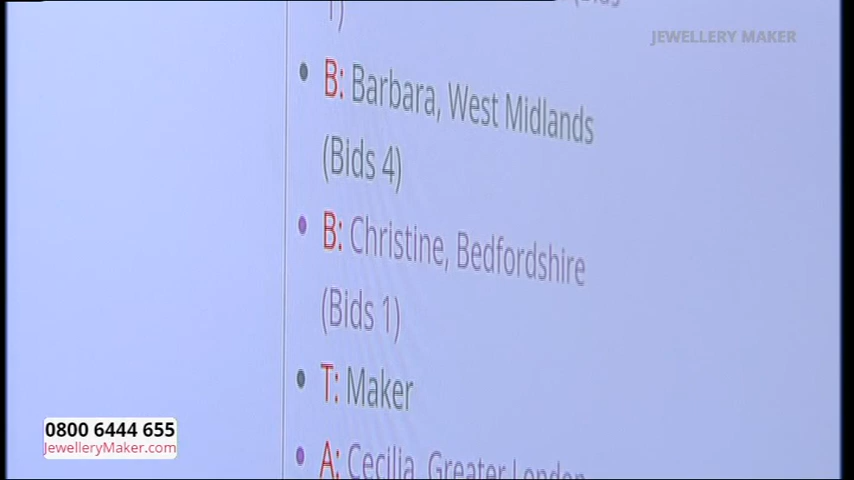 1)
JEWELLERY MAKER
B: Barbara, West Midlands
(Bids 4)
B: Christine, Bedfordshire
(Bids 1)
T: Maker
A: Cecilia, Greater London
0800 6444 655
JewelleryMaker.com